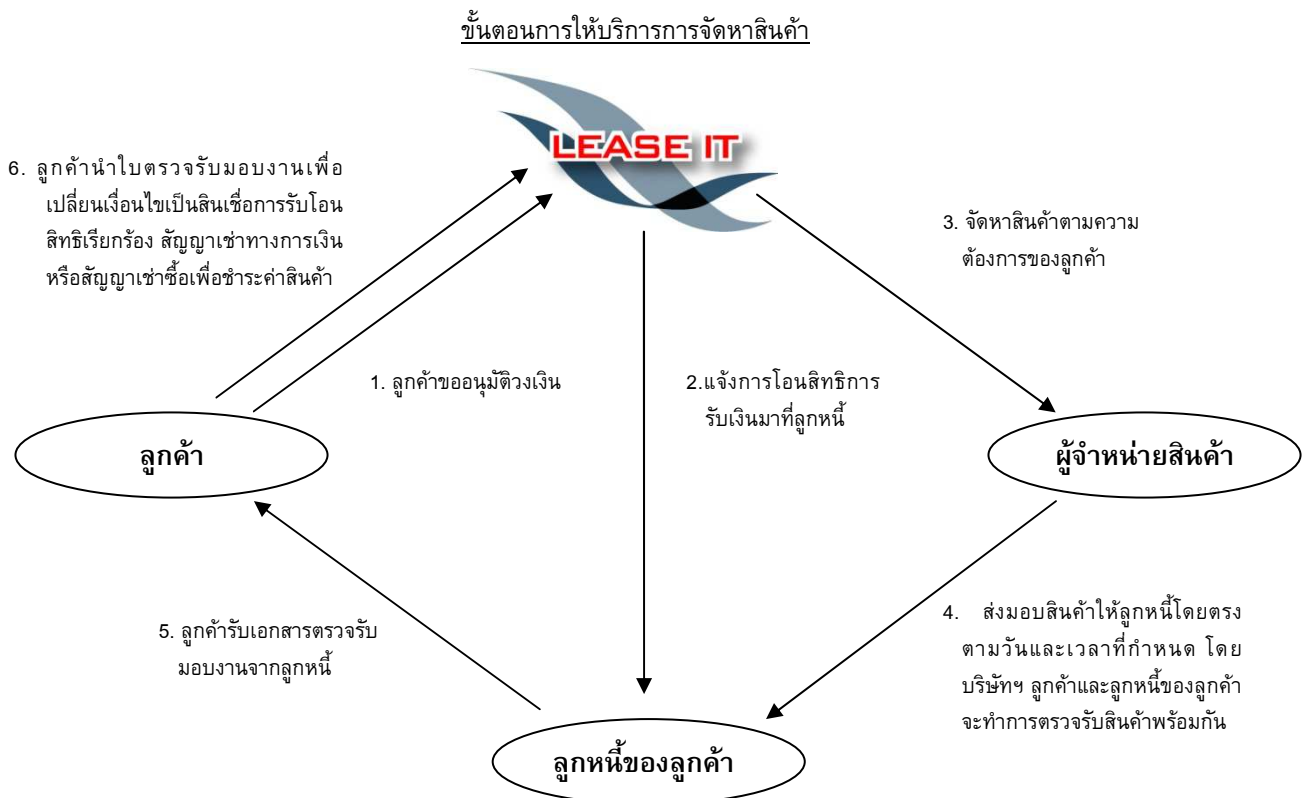 ขั้นตอนการให้บริการการจัดหาสินค้า
LEASE IT
6. ลูกค้านำใบตรวจรับมอบงานเพื่อ
เปลี่ยนเงื่อนไขเป็นสินเชื่อการรับโอน
สิทธิเรียกร้อง สัญญาเช่าทางการเงิน
หรือสัญญาเช่าซื้อเพื่อชำระค่าสินค้า
3. จัดหาสินค้าตามความ
ต้องการของลูกค้า
1. ลูกค้าขออนุมัติวงเงิน
2.แจ้งการโอนสิทธิการ
รับเงินมาที่ลูกหนี้
ลูกค้า
ผู้จำหน่ายสินค้า
5. ลูกค้ารับเอกสารตรวจรับ
มอบงานจากลูกหนี้
4. ส่งมอบสินค้าให้ลูกหนี้โดยตรง
ตามวันและเวลาที่กำหนด โดย
บริษัทฯ ลูกค้าและลูกหนี้ของลูกค้า
จะทำการตรวจรับสินค้าพร้อมกัน
ลูกหนี้ของลูกค้า